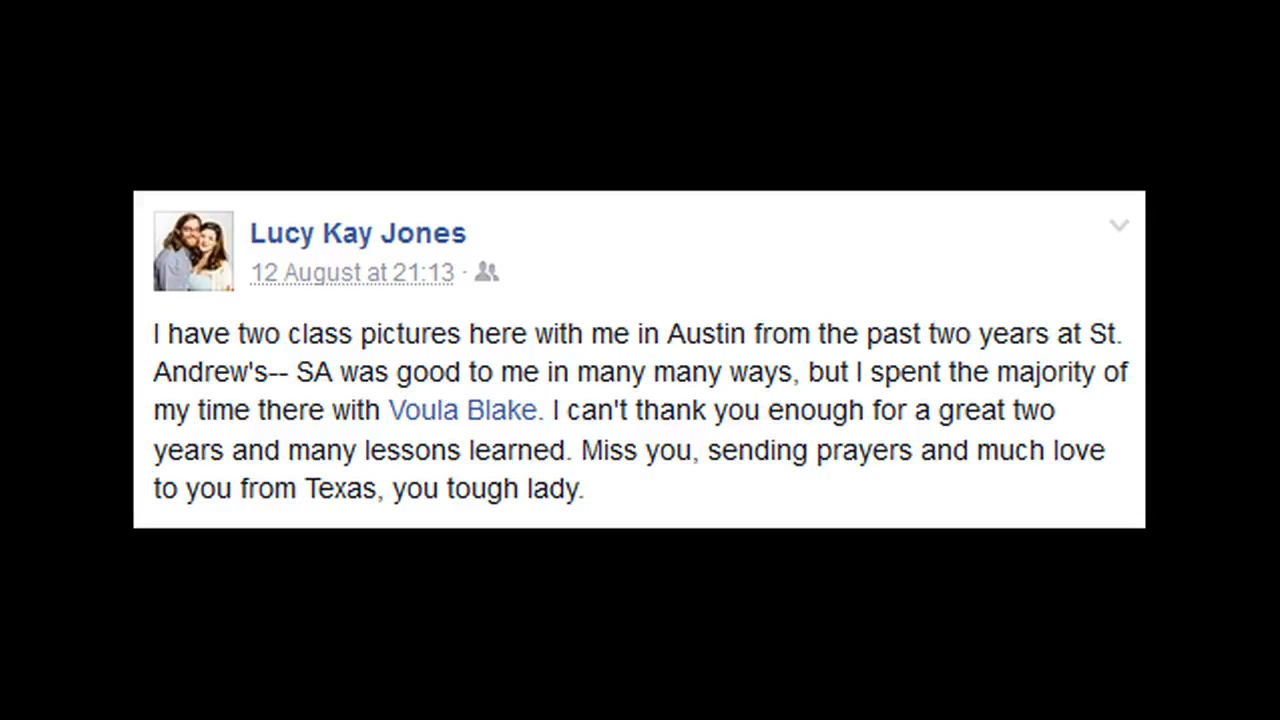 Lucy Kay Jones
12 August at 21:13 ·
I have two class pictures here with me in Austin from the past two years at St.
Andrew's-- SA was good to me in many many ways, but I spent the majority of
my time there with Voula Blake. I can't thank you enough for a great two
years and many lessons learned. Miss you, sending prayers and much love
to you from Texas, you tough lady.